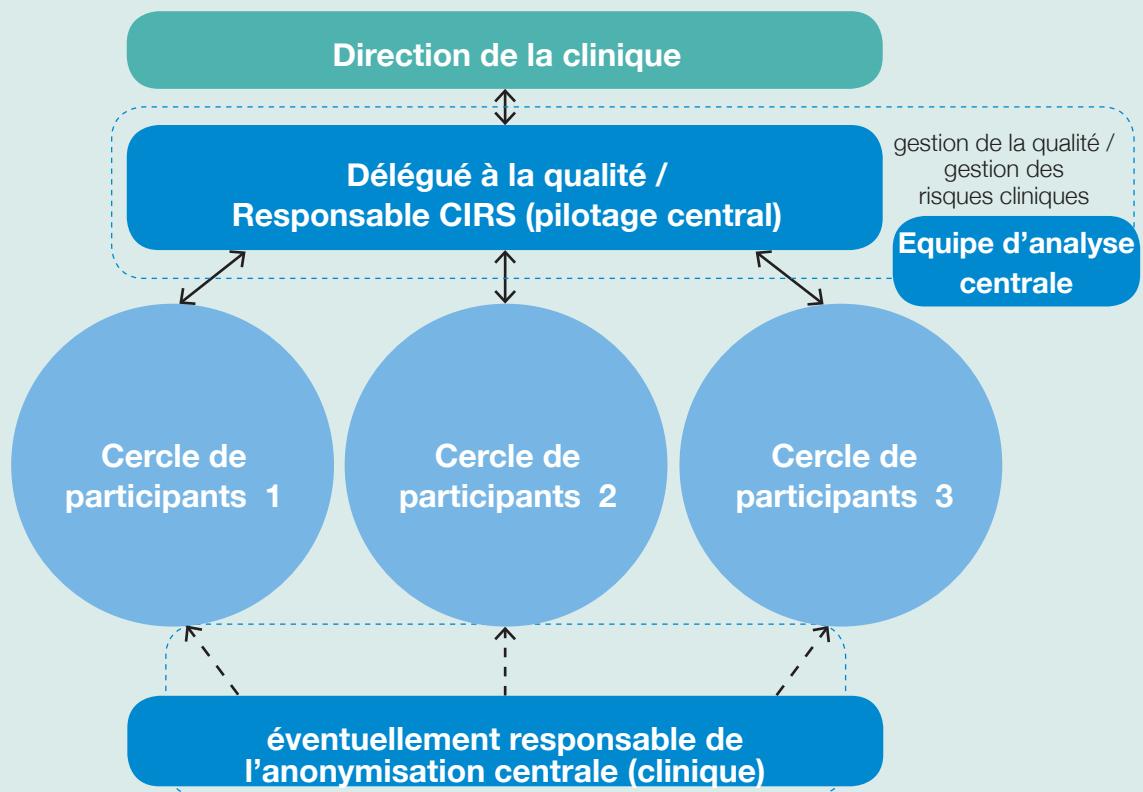 Direction de la clinique
Délégué à la qualité /
Responsable CIRS (pilotage central)
gestion de la qualité /
gestion des
risques cliniques
Equipe d'analyse
centrale
Cercle de
participants 1
Cercle de
participants 2
Cercle de
participants 3
éventuellement responsable de
l'anonymisation centrale (clinique)